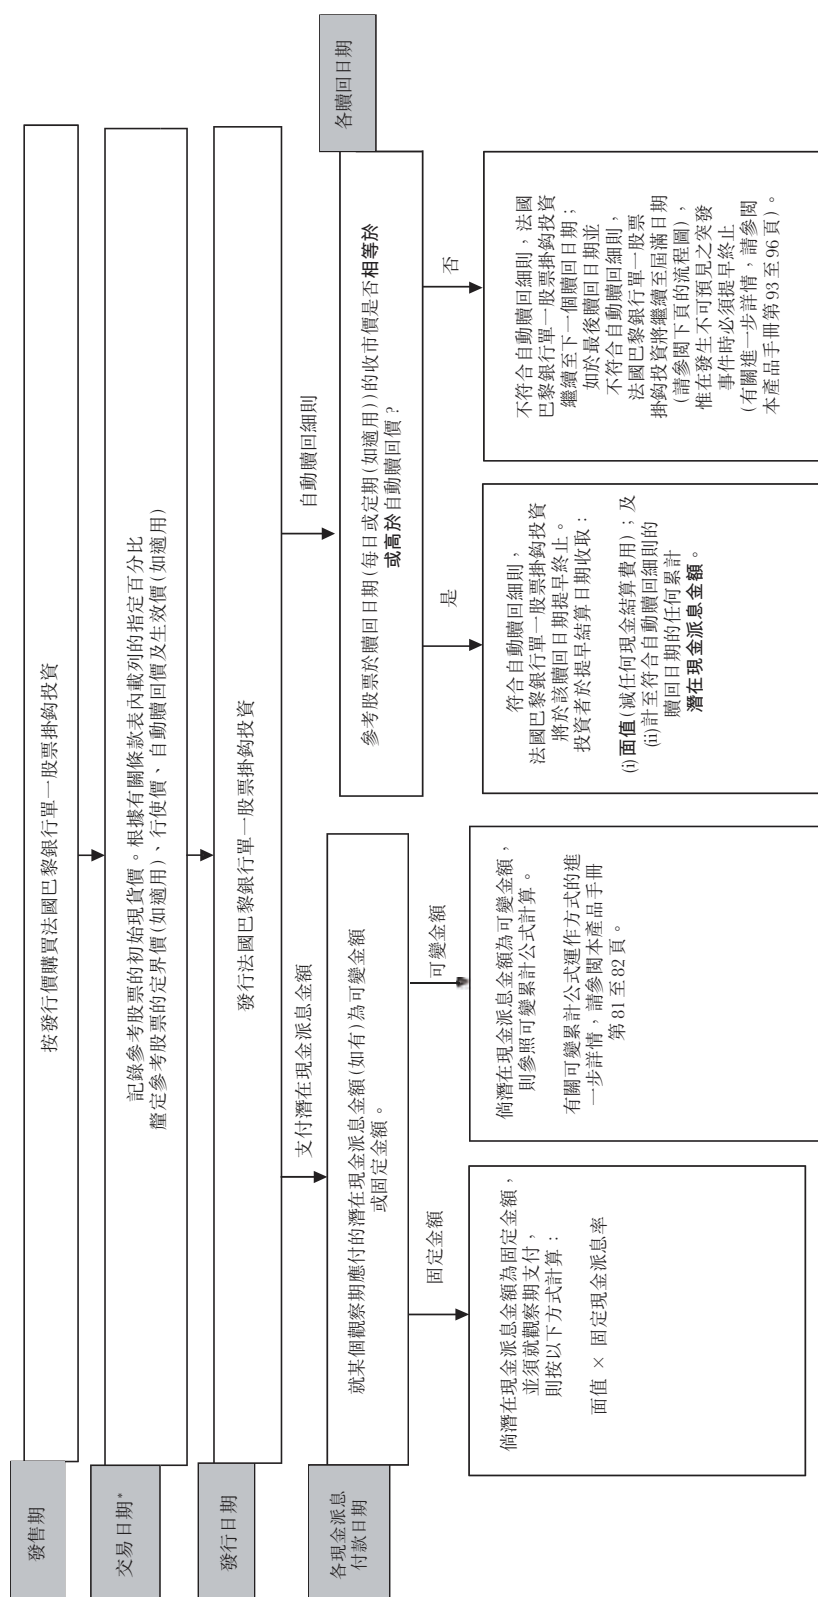 發售期
按發行價購買法國巴黎銀行單一股票掛鈎投資
交易日期*
記錄參考股票的初始現貨價。根據有關條款表內載列的指定百分比
釐定參考股票的定界價(如適用)、行使價、自動贖回價及生效價(如適用)
發行日期
發行法國巴黎銀行單一股票掛鈎投資
支付潛在現金派息金額
自動贖回細則
各現金派息
付款日期
就某個觀察期應付的潛在現金派息金額(如有)為可變金額
或固定金額。
各贖回日期
參考股票於贖回日期(每日或定期(如適用))的收市價是否相等於
或高於自動贖回價?
固定金額
可變金額
是
否
倘潛在現金派息金額為固定金額,
並須就觀察期支付,
則按以下方式計算:
面值 × 固定現金派息率
倘潛在現金派息金額為可變金額,
則參照可變累計公式計算。
有關可變累計公式運作方式的進
一步詳情,請參閱本產品手冊
第81至82頁。
符合自動贖回細則,
法國巴黎銀行單一股票掛鈎投資
將於該贖回日期提早終止。
投資者於提早結算日期收取:
(i) 面值(減任何現金結算費用);及
(ii) 計至符合自動贖回細則的
贖回日期的任何累計
潛在現金派息金額。
不符合自動贖回細則,法國
巴黎銀行單一股票掛鈎投資
繼續至下一個贖回日期;
如於最後贖回日期並
不符合自動贖回細則,
法國巴黎銀行單一股票
掛鈎投資將繼續至屆滿日期
(請參閱下頁的流程圖),
惟在發生不可預見之突發
事件時必須提早終止
(有關進一步詳情,請參閱
本產品手冊第93至96頁)。